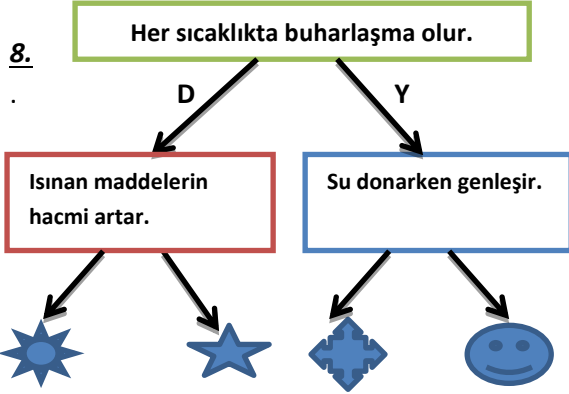 8.
.
Her sıcaklıkta buharlaşma olur.
D
Y
Isınan maddelerin
hacmi artar.
Su donarken genleşir.